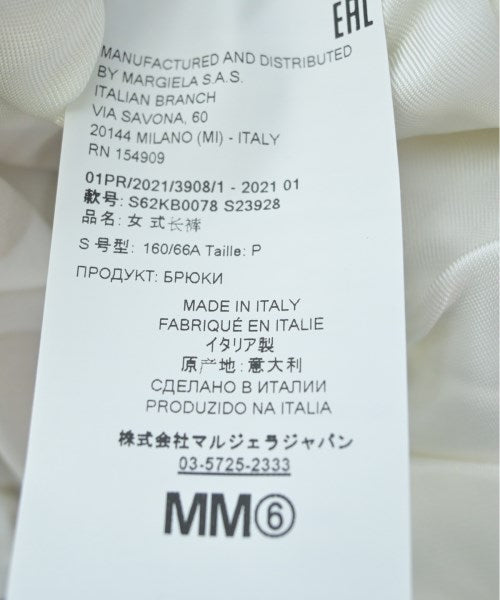 EAC
MANUFACTURED AND DISTRIBUTED
BY MARGIELA S.A.S.
ITALIAN BRANCH
VIA SAVONA, 60
20144 MILANO (MI) - ITALY
RN 154909
01PR/2021/3908/1 - 2021 01
款号: S62KB0078 S23928
品名: 女 式长裤
S 号型: 160/66A Taille: P
ПРОДУКТ: БРЮКИ
MADE IN ITALY
FABRIQUÉ EN ITALIE
イタリア製
原产地: 意大利
СДЕЛАНО В ИТАЛИИ
PRODUZIDO NA ITALIA
株式会社マルジェラジャパン
03-5725-2333
MM⑥